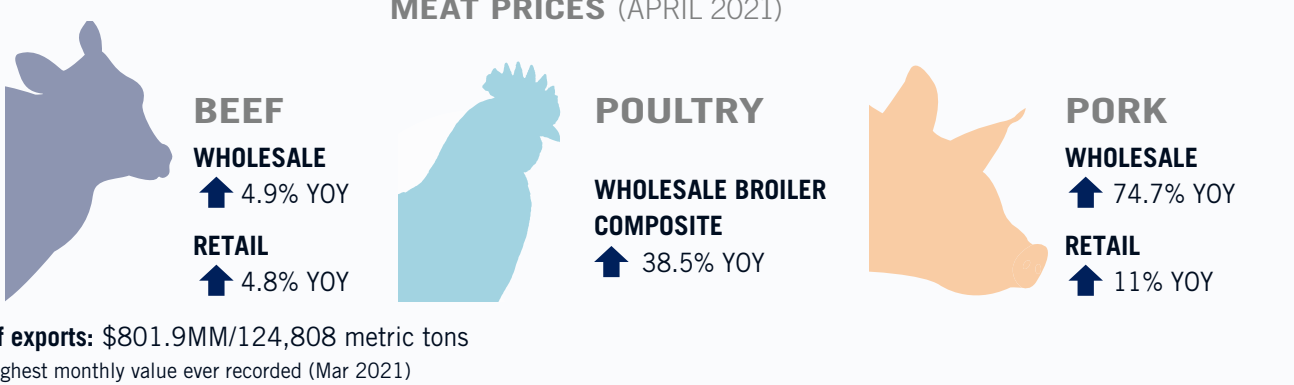 MEAT PRICES (APRIL 2021)
BEEF
WHOLESALE
4.9% YOY
RETAIL
4.8% YOY
POULTRY
WHOLESALE BROILER
COMPOSITE
38.5% YOY
PORK
WHOLESALE
74.7% YOY
RETAIL
11% YOY
f exports: $801.9MM/124,808 metric tons
ghest monthly value ever recorded (Mar 2021)